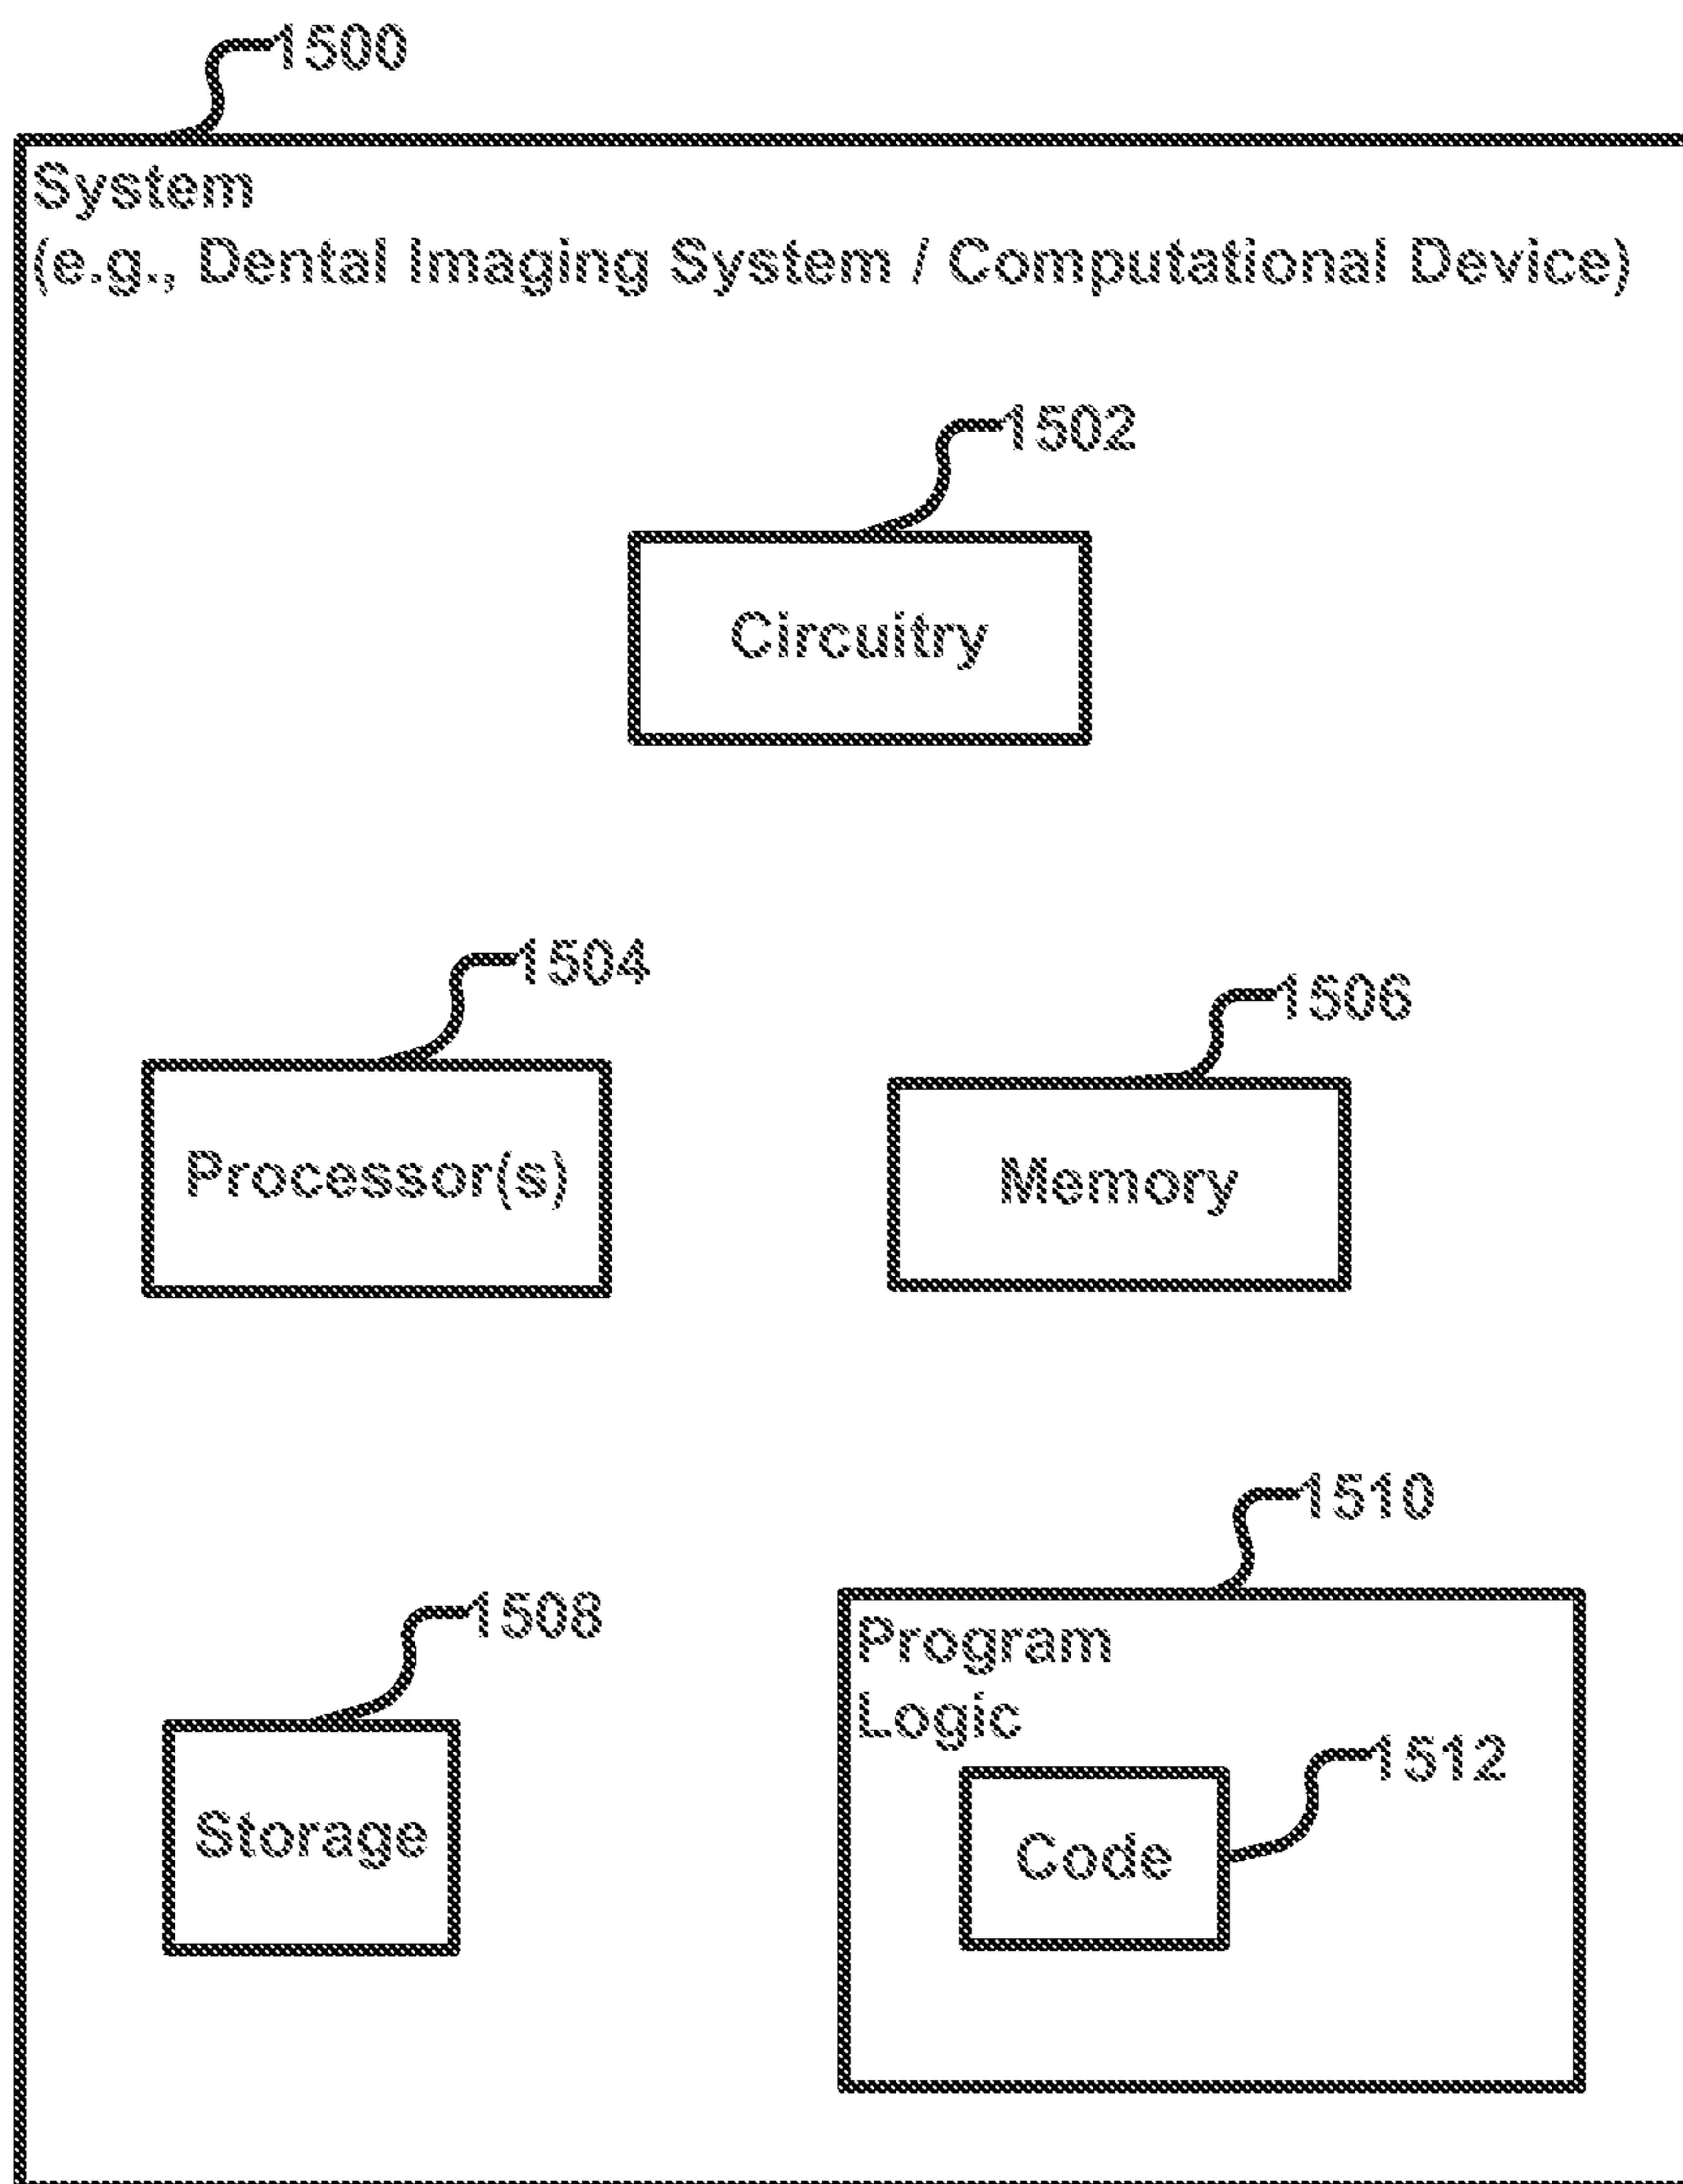 1500
System
(e.g., Dental Imaging System / Computational Device)
1502
Circuitry
1504
1506
Processor(s)
Memory
1510
1508
Program
Logic
1512
Storage
Code